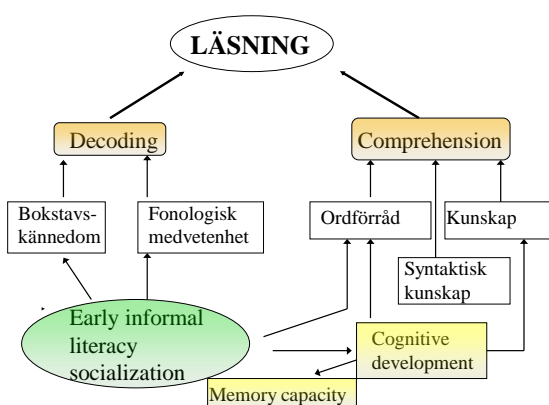 LÄSNING
Decoding
Comprehension
Bokstavs-
kännedom
Fonologisk
medvetenhet
Ordförråd
Kunskap
Syntaktisk
kunskap
Early informal
literacy
socialization
Cognitive
development
Memory capacity